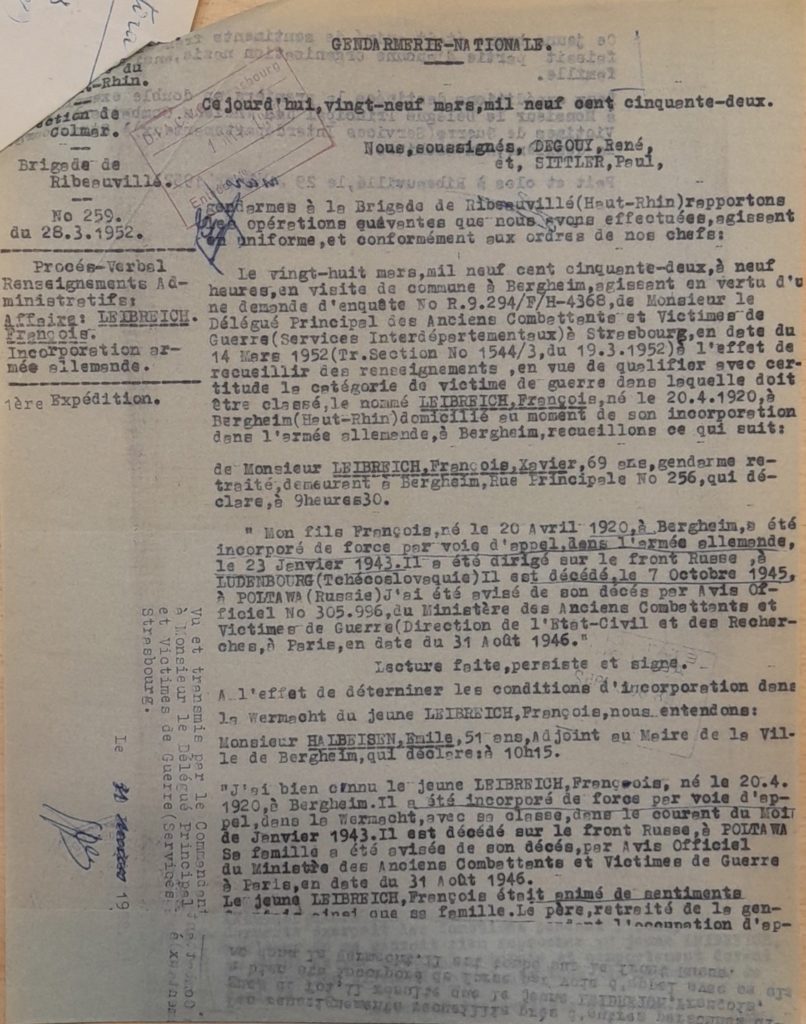 GENDARMERIE-NATIONALE.
du
-Rhin.
ection de
Colmar.
Brigade de
Ribeauvillé.
No 259.
du 28.3.1952.
Procés-Verbal
Renseignements Ad-
ministratifs:
Affaire: LEIBREICH.
François.
Incorporation ar-
mée allemande.
1ère Expédition.
Ce jourd'hui,vingt-neuf mars,mil neuf cent cinquante-deux.
Nous,soussignés, DEGOUI,René,
et, SITTLER,Paul,
gendarmes à la Brigade de Ribeauvillé(Haut-Rhin)rapportons
les opérations suivantes que nous avons effectuées,agissant
en uniforme,et conformément aux ordres de nos chefs:
Le vingt-huit mars,mil neuf cent cinquante-deux,à neuf
heures,en visite de commune à Bergheim,agissant en vertu d'u
ne demande d'enquête No R.9.294/F/H-4368,de Monsieur le
Délégué Principal des Anciens Combattants et Victimes de
Guerre(Services Interdépartementaux)à Strasbourg,en date du
14 Mars 1952(Tr.Section No 1544/3,du 19.3.1952)à l'effet de
recueillir des renseignements ,en vue de qualifier avec cer-
titude la catégorie de victime de guerre dans laquelle doit
être classé,le nommé LEIBREICH,François,né le 20.4.1920,à
Bergheim(Haut-Rhin)domicilié au moment de son incorporation
dans l'armée allemande,à Bergheim,recueillons ce qui suit:
de Monsieur LEIBREICH,François,Xavier,69 ans,gendarme re-
traité,demeurant à Bergheim,Rue Principale No 256,qui dé-
clare,à 9heures30.
" Mon fils François,né le 20 Avril 1920,à Bergheim,a été
incorporé de force par voie d'appel,dans l'armée allemande,
le 23 Janvier 1943.Il a été dirigé sur le front Russe ,à
LUDENBOURG(Tchécoslovaquie)Il est décédé,le 7 Octobre 1945,
à POLTAWA(Russie)J'ai été avisé de son décés par Avis Of-
ficiel No 305.996,du Ministère des Anciens Combattants et
Victimes de Guerre(Direction de l'Etat-Civil et des Recher-
ches,à Paris,en date du 31 Août 1946."
Lecture faite,persiste et signe.
A l'effet de déterminer les conditions d'incorporation dans
la Wermacht du jeune LEIBREICH,François,nous entendons:
Monsieur HALBEISEN,Emile,51 ans,Adjoint au Maire de la Vil-
le de Bergheim,qui déclare:à 10h15.
"J'ai bien cnnu le jeune LEIBREICH,François, né le 20.4.
1920,à Bergheim.Il a été incorporé de force par voie d'ap-
pel,dans la Wermacht,avec sa classe,dans le courant du Moi
de Janvier 1943.Il est décédé sur le front Russe,à POLTAWA
Sa famille a été avisée de son décés,par Avis Officiel
du Ministre des Anciens Combattants et Victimes de Guerre
à Paris,en date du 31 Août 1946.
Le jeune LEIBREICH,François était animé de sentiments
ainsi que sa famille.Le père,retraité de la gen-
l'occupation d'ap-
Vu et transmis par le Commandant
à Monsieur le Délégué Principal
et Victimes de Guerre(Services
Strasbourg.
Le
19